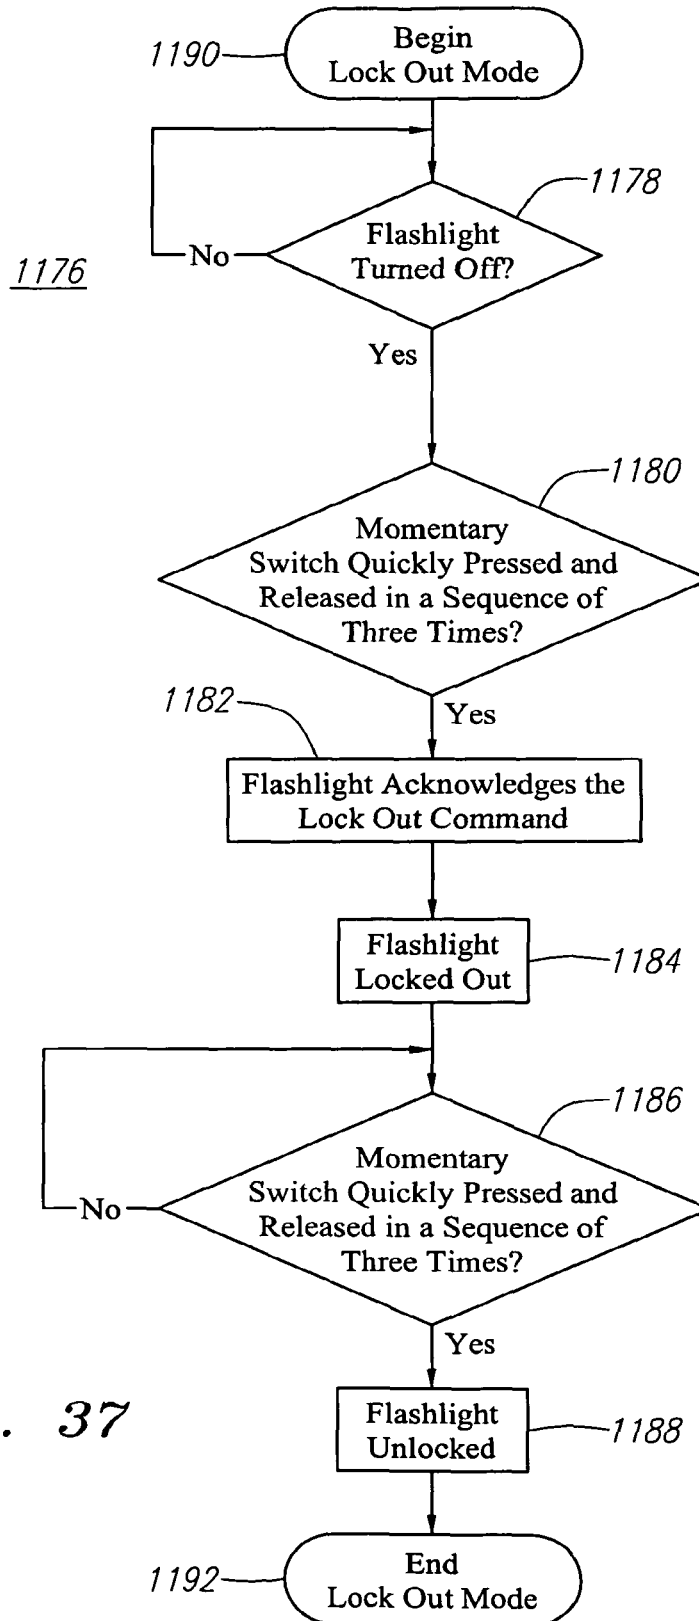 1190
Begin
Lock Out Mode
1178
Flashlight
Turned Off?
No
1176
Yes
1180
Momentary
Switch Quickly Pressed and
Released in a Sequence of
Three Times?
1182
Yes
Flashlight Acknowledges the
Lock Out Command
Flashlight
Locked Out
1184
1186
Momentary
Switch Quickly Pressed and
Released in a Sequence of
Three Times?
No
Yes
. 37
Flashlight
Unlocked
1188
1192
End
Lock Out Mode